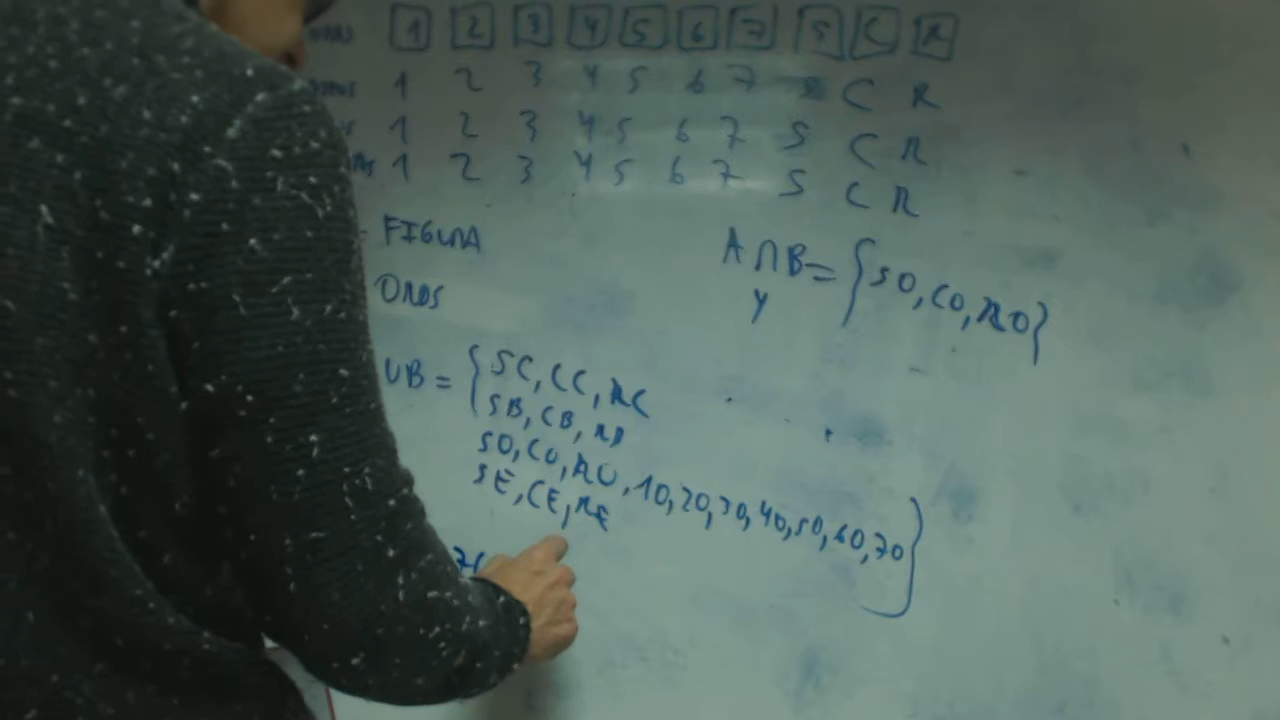 1 2 3 4 5 6 7 S C R
1 2 3 4 5 6 7 S C R
1 2 3 4 5 6 7 S C R
1 2 3 4 5 6 7 S C R
FIGURA
OROS
A∩B = {SO, CO, RO}
Y
UB = {SC, CC, RC
SB, CB, RB
SO, CO, RO, 1O, 2O, 3O, 4O, 5O, 6O, 7O}
SE, CE, RE